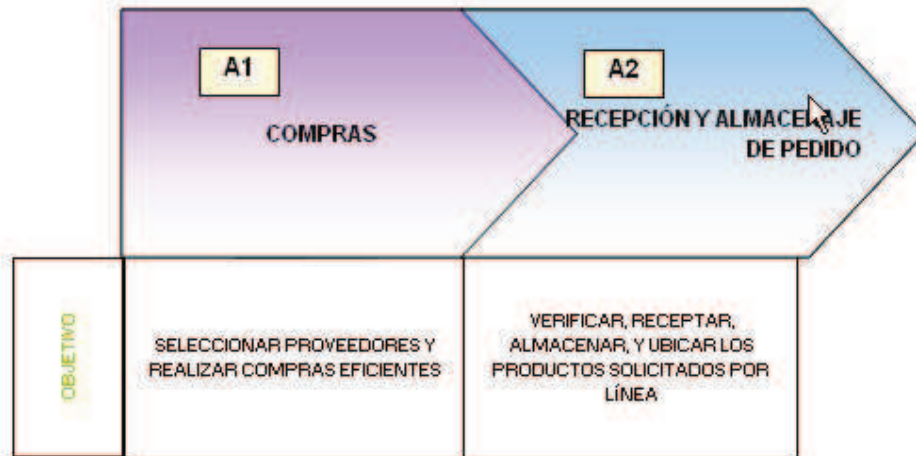 A1
COMPRAS
A2
RECEPCIÓN Y ALMACENAJE
DE PEDIDO
OBJETIVO
SELECCIONAR PROVEEDORES Y
REALIZAR COMPRAS EFICIENTES
VERIFICAR, RECEPTAR,
ALMACENAR, Y UBICAR LOS
PRODUCTOS SOLICITADOS POR
LÍNEA